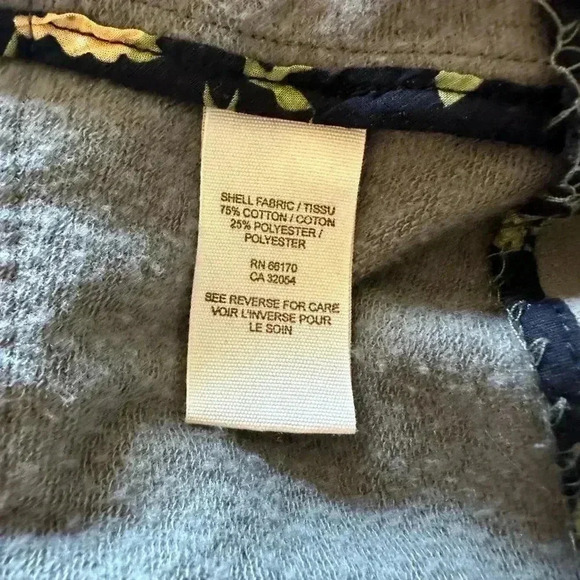 SHELL FABRIC / TISSU
75% COTTON / COTON
25% POLYESTER /
POLYESTER
RN 66170
CA 32054
SEE REVERSE FOR CARE
VOIR L'INVERSE POUR
LE SOIN